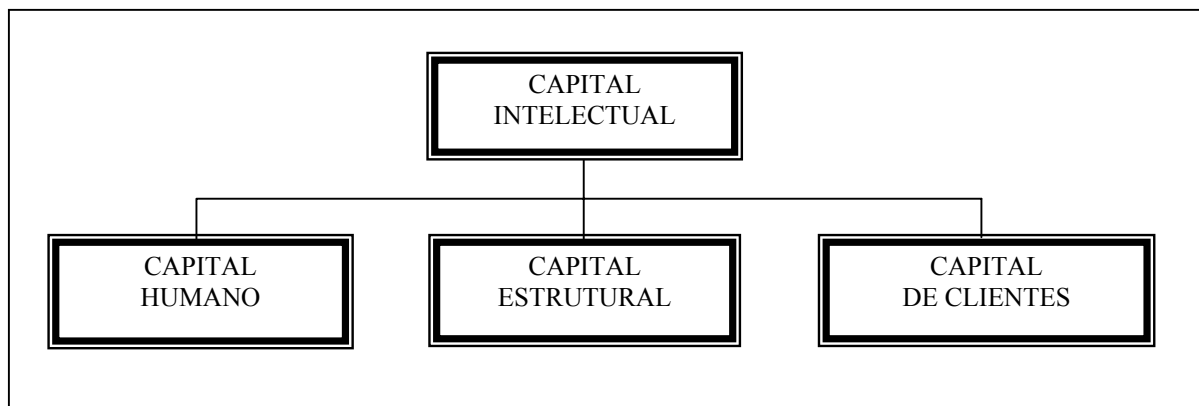 CAPITAL
INTELECTUAL
CAPITAL
HUMANO
CAPITAL
ESTRUTURAL
CAPITAL
DE CLIENTES